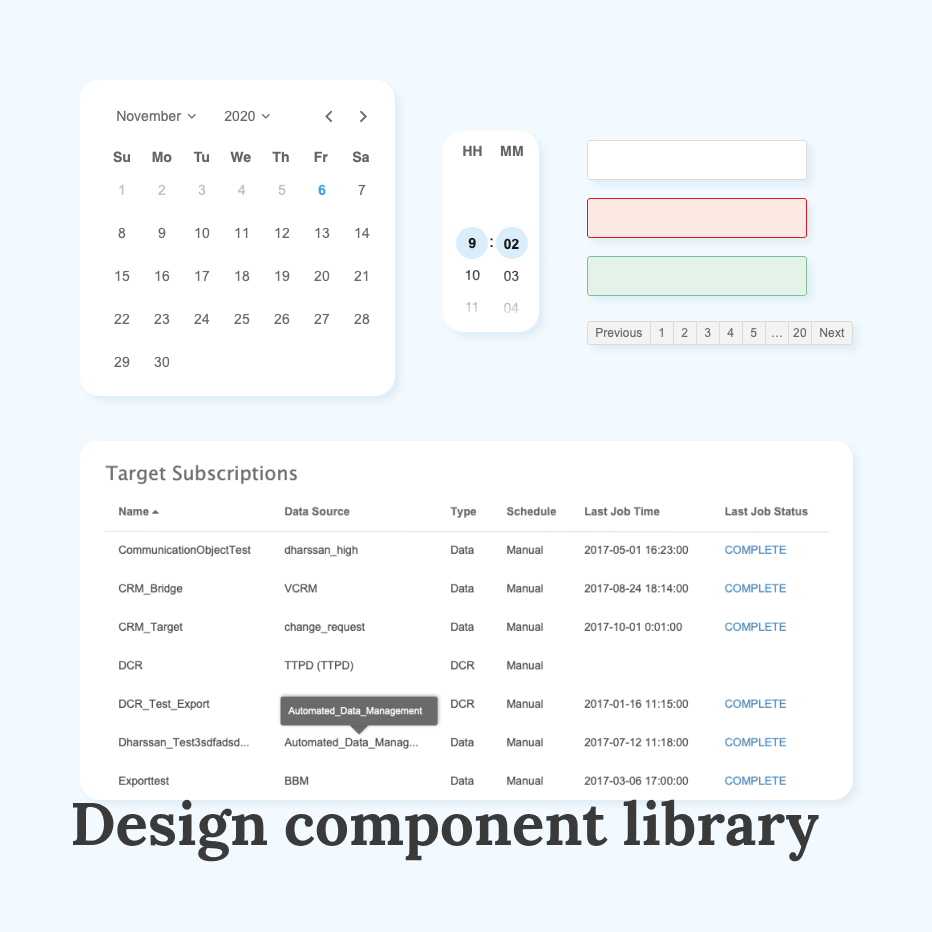 November 2020
Su Mo Tu We Th Fr Sa
1 2 3 4 5 6 7
8 9 10 11 12 13 14
15 16 17 18 19 20 21
22 23 24 25 26 27 28
29 30
HH MM
9 : 02
10 03
11 04
Previous 1 2 3 4 5 ... 20 Next
Target Subscriptions
Name Data Source Type Schedule Last Job Time Last Job Status
CommunicationObjectTest dharssan_high Data Manual 2017-05-01 16:23:00 COMPLETE
CRM_Bridge VCRM Data Manual 2017-08-24 18:14:00 COMPLETE
CRM_Target change_request Data Manual 2017-10-01 0:01:00 COMPLETE
DCR TTPD (TTPD) DCR Manual
DCR_Test_Export DCR Manual 2017-01-16 11:15:00 COMPLETE
Automated_Data_Management
Dharssan_Test3sdfadsd... Automated_Data_Manag... Data Manual 2017-07-12 11:18:00 COMPLETE
Exporttest BBM Data Manual 2017-03-06 17:00:00 COMPLETE
Design component library